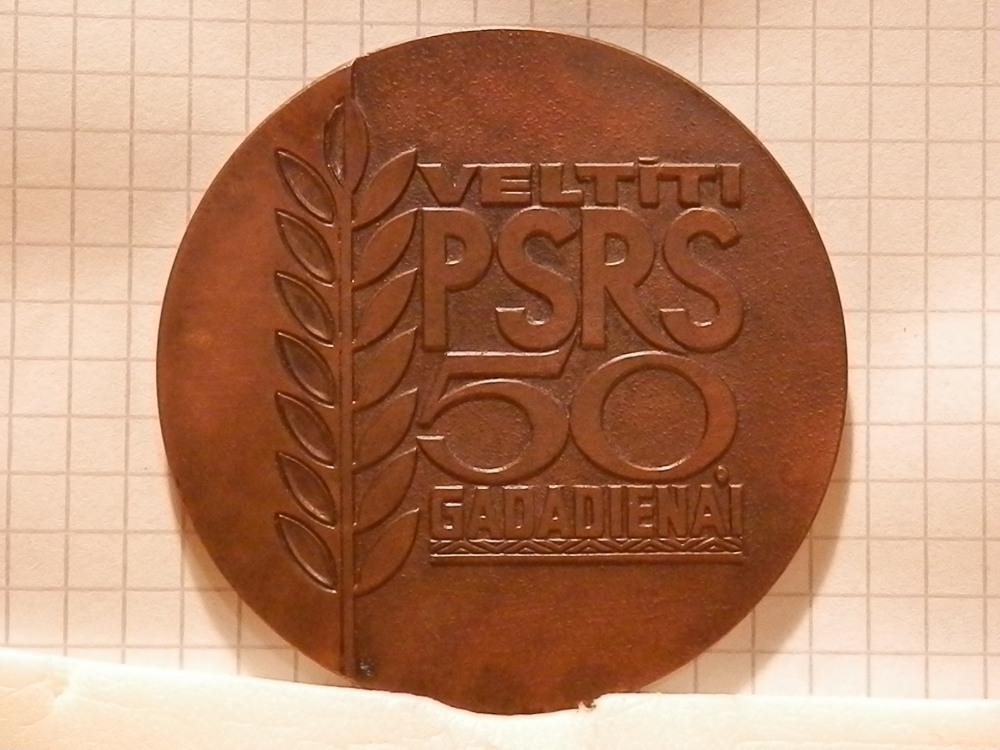 VELTĪTI
PSRS
50.
GADADIENAI